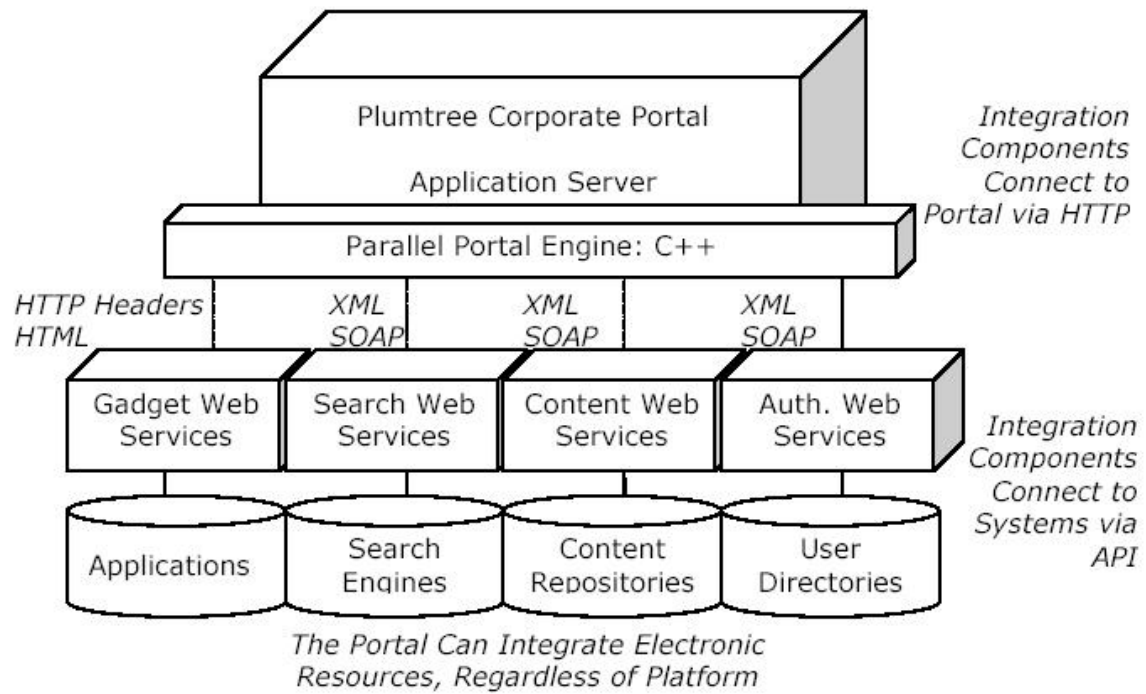 Plumtree Corporate Portal
Application Server
Integration
Components
Connect to
Portal via HTTP
Parallel Portal Engine: C++
HTTP Headers
HTML
XML
SOAP
XML
SOAP
XML
SOAP
Gadget Web
Services
Search Web
Services
Content Web
Services
Auth. Web
Services
Integration
Components
Connect to
Systems via
API
Applications
Search
Engines
Content
Repositories
User
Directories
The Portal Can Integrate Electronic
Resources, Regardless of Platform